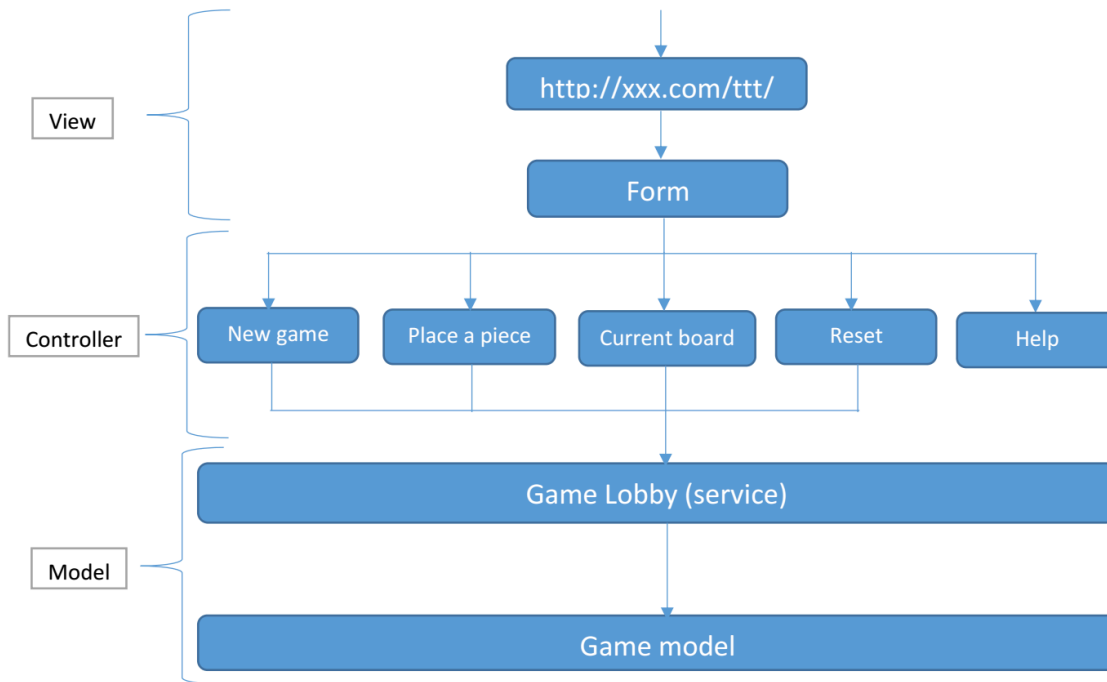 http://xxx.com/ttt/
View
Form
New game
Place a piece
Current board
Reset
Help
Controller
Game Lobby (service)
Model
Game model